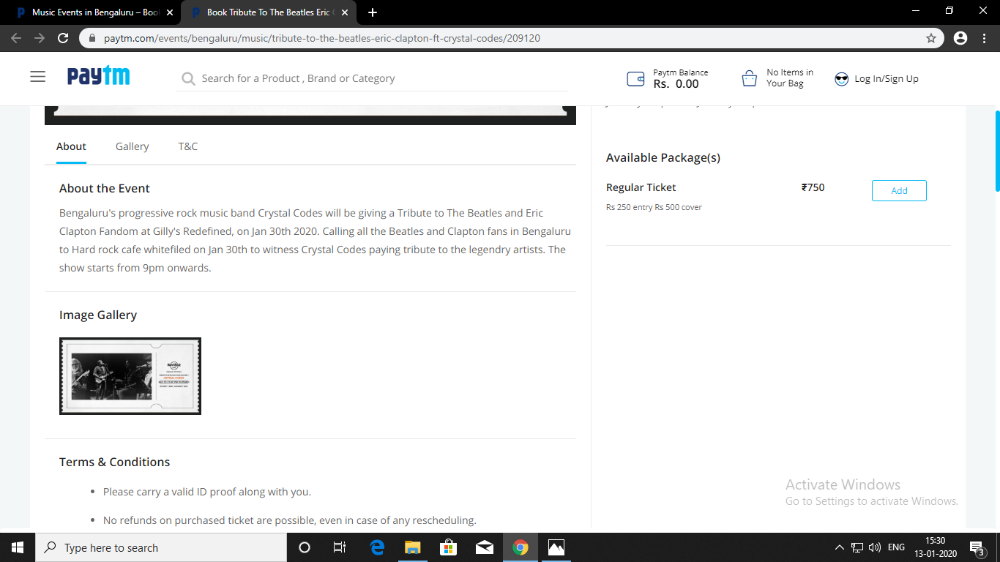 Music Events in Bengaluru – Boo
Book Tribute To The Beatles Eric
paytm.com/events/bengaluru/music/tribute-to-the-beatles-eric-clapton-ft-crystal-codes/209120
paytm
Search for a Product , Brand or Category
Paytm Balance
Rs. 0.00
No Items in
Your Bag
Log In/Sign Up
About
Gallery
T&C
About the Event
Bengaluru's progressive rock music band Crystal Codes will be giving a Tribute to The Beatles and Eric
Clapton Fandom at Gilly's Redefined, on Jan 30th 2020. Calling all the Beatles and Clapton fans in Bengaluru
to Hard rock cafe whitefiled on Jan 30th to witness Crystal Codes paying tribute to the legendry artists. The
show starts from 9pm onwards.
Image Gallery
Terms & Conditions
• Please carry a valid ID proof along with you.
• No refunds on purchased ticket are possible, even in case of any rescheduling.
Available Package(s)
Regular Ticket
₹750
Add
Rs 250 entry Rs 500 cover
Activate Windows
Go to Settings to activate Windows.
Type here to search
ENG
15:30
13-01-2020
3